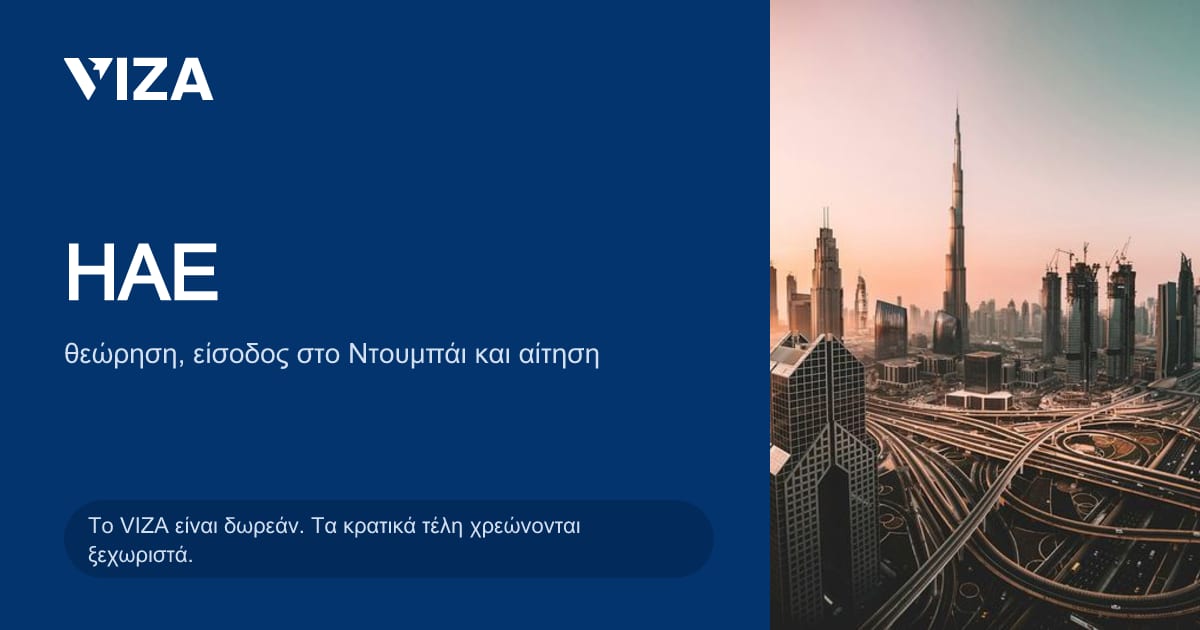 VIZA
ΗΑΕ
θεώρηση, είσοδος στο Ντουμπάι και αίτηση
Το VIZA είναι δωρεάν. Τα κρατικά τέλη χρεώνονται
ξεχωριστά.